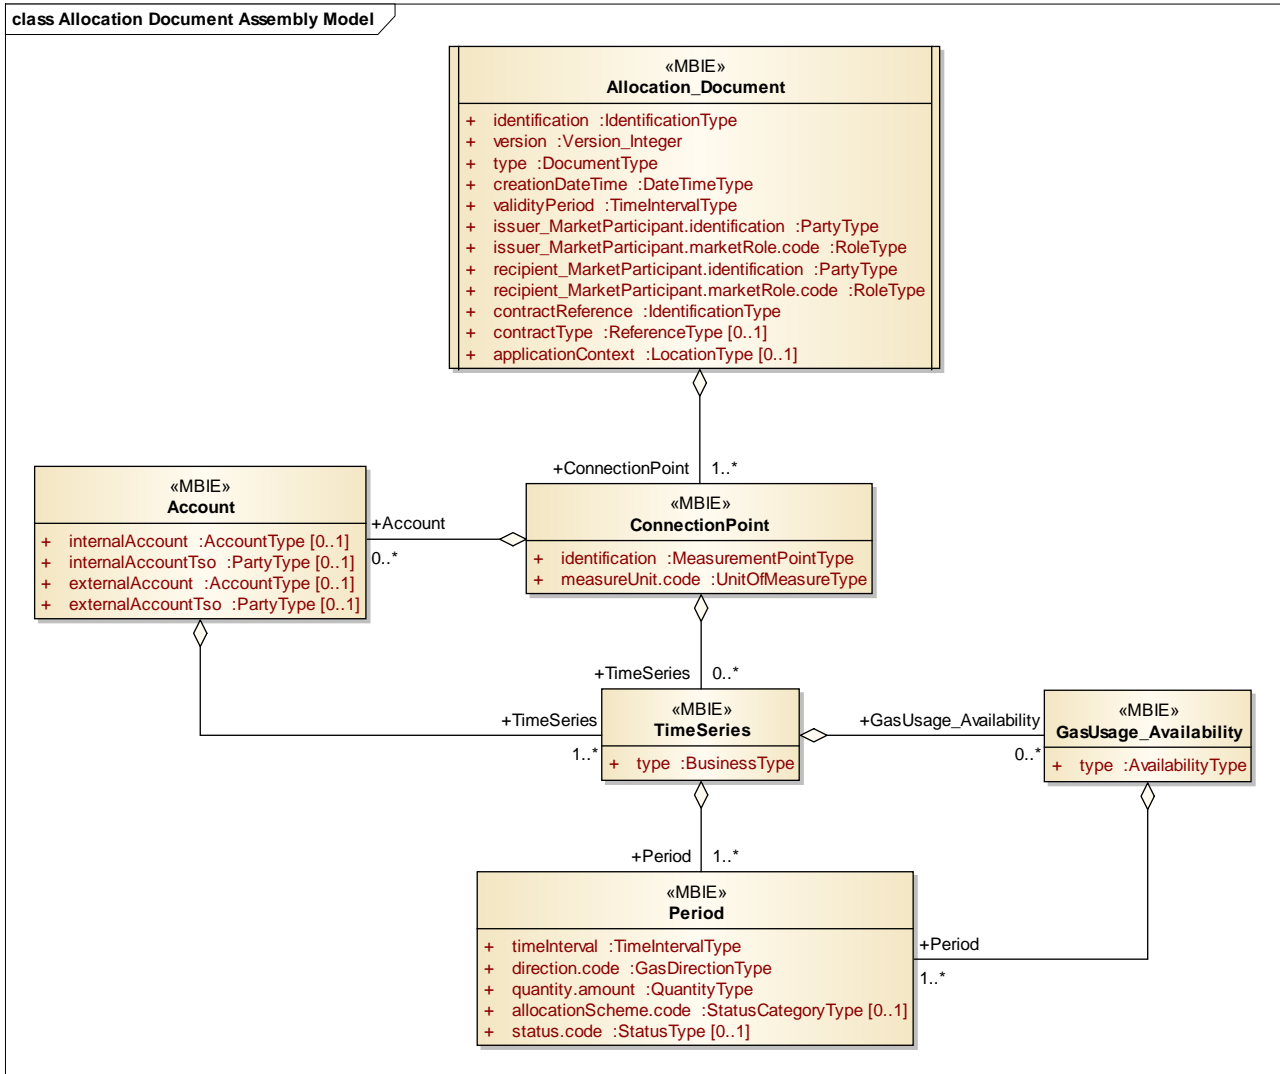 class Allocation Document Assembly Model
«MBIE»
Allocation_Document
+ identification :IdentificationType
+ version :Version_Integer
+ type :DocumentType
+ creationDateTime :DateTimeType
+ validityPeriod :TimeIntervalType
+ issuer_MarketParticipant.identification :PartyType
+ issuer_MarketParticipant.marketRole.code :RoleType
+ recipient_MarketParticipant.identification :PartyType
+ recipient_MarketParticipant.marketRole.code :RoleType
+ contractReference :IdentificationType
+ contractType :ReferenceType [0..1]
+ applicationContext :LocationType [0..1]
+ConnectionPoint 1..*
«MBIE»
Account
+ internalAccount :AccountType [0..1]
+ internalAccountTso :PartyType [0..1]
+ externalAccount :AccountType [0..1]
+ externalAccountTso :PartyType [0..1]
+Account
0..*
«MBIE»
ConnectionPoint
+ identification :MeasurementPointType
+ measureUnit.code :UnitOfMeasureType
+TimeSeries 0..*
+TimeSeries
1..*
«MBIE»
TimeSeries
+ type :BusinessType
+GasUsage_Availability
0..*
«MBIE»
GasUsage_Availability
+ type :AvailabilityType
+Period 1..*
«MBIE»
Period
+ timeInterval :TimeIntervalType
+ direction.code :GasDirectionType
+ quantity.amount :QuantityType
+ allocationScheme.code :StatusCategoryType [0..1]
+ status.code :StatusType [0..1]
+Period
1..*